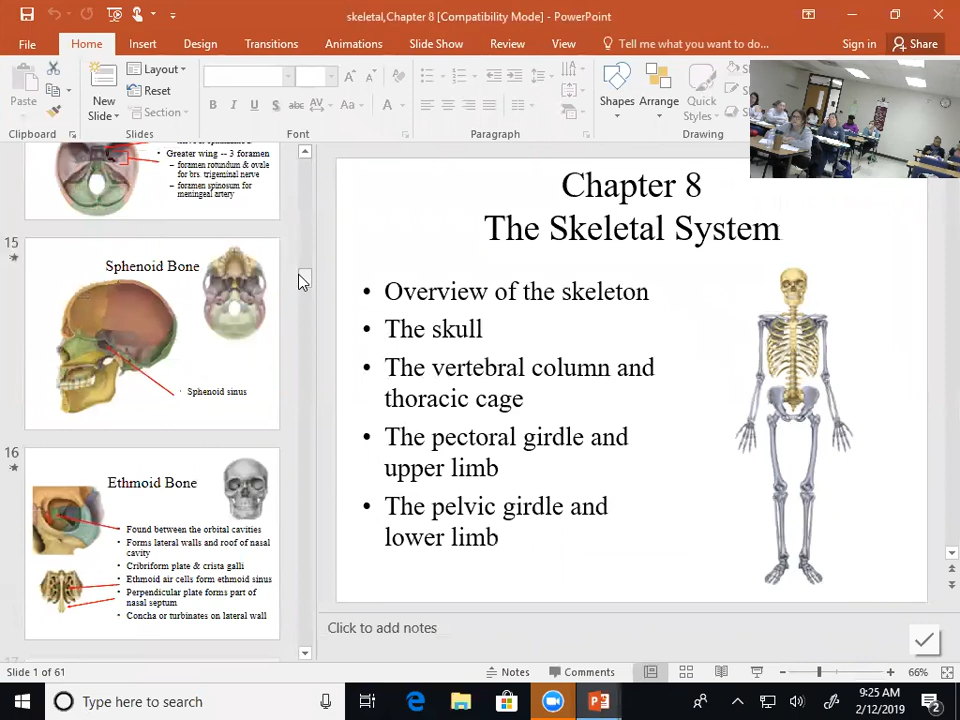 skeletal,Chapter 8 [Compatibility Mode] - PowerPoint
File Home Insert Design Transitions Animations Slide Show Review View Tell me what you want to do... Sign in Share
Paste
New
Slide
Layout
Reset
Section
B I U S abc AV Aa A
Shapes Arrange Quick
Styles
Clipboard Slides Font Paragraph Drawing
Greater wing -- 3 foramen
– foramen rotundum & ovale
for brs. trigeminal nerve
– foramen spinosum for
meningeal artery
15
Sphenoid Bone
Sphenoid sinus
16
Ethmoid Bone
• Found between the orbital cavities
• Forms lateral walls and roof of nasal
cavity
• Cribriform plate & crista galli
• Ethmoid air cells form ethmoid sinus
• Perpendicular plate forms part of
nasal septum
• Concha or turbinates on lateral wall
Chapter 8
The Skeletal System
• Overview of the skeleton
• The skull
• The vertebral column and
thoracic cage
• The pectoral girdle and
upper limb
• The pelvic girdle and
lower limb
Click to add notes
Slide 1 of 61 Notes Comments 66%
Type here to search
9:25 AM
2/12/2019
2